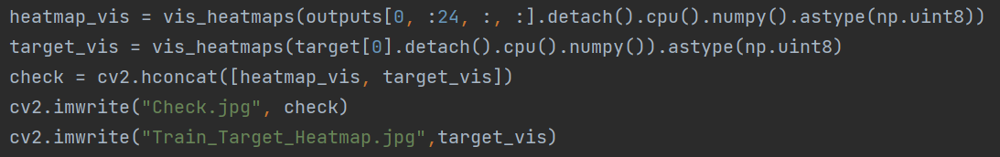 heatmap_vis = vis_heatmaps(outputs[0, :24, :, :].detach().cpu().numpy().astype(np.uint8))
target_vis = vis_heatmaps(target[0].detach().cpu().numpy()).astype(np.uint8)
check = cv2.hconcat([heatmap_vis, target_vis])
cv2.imwrite("Check.jpg", check)
cv2.imwrite("Train_Target_Heatmap.jpg",target_vis)